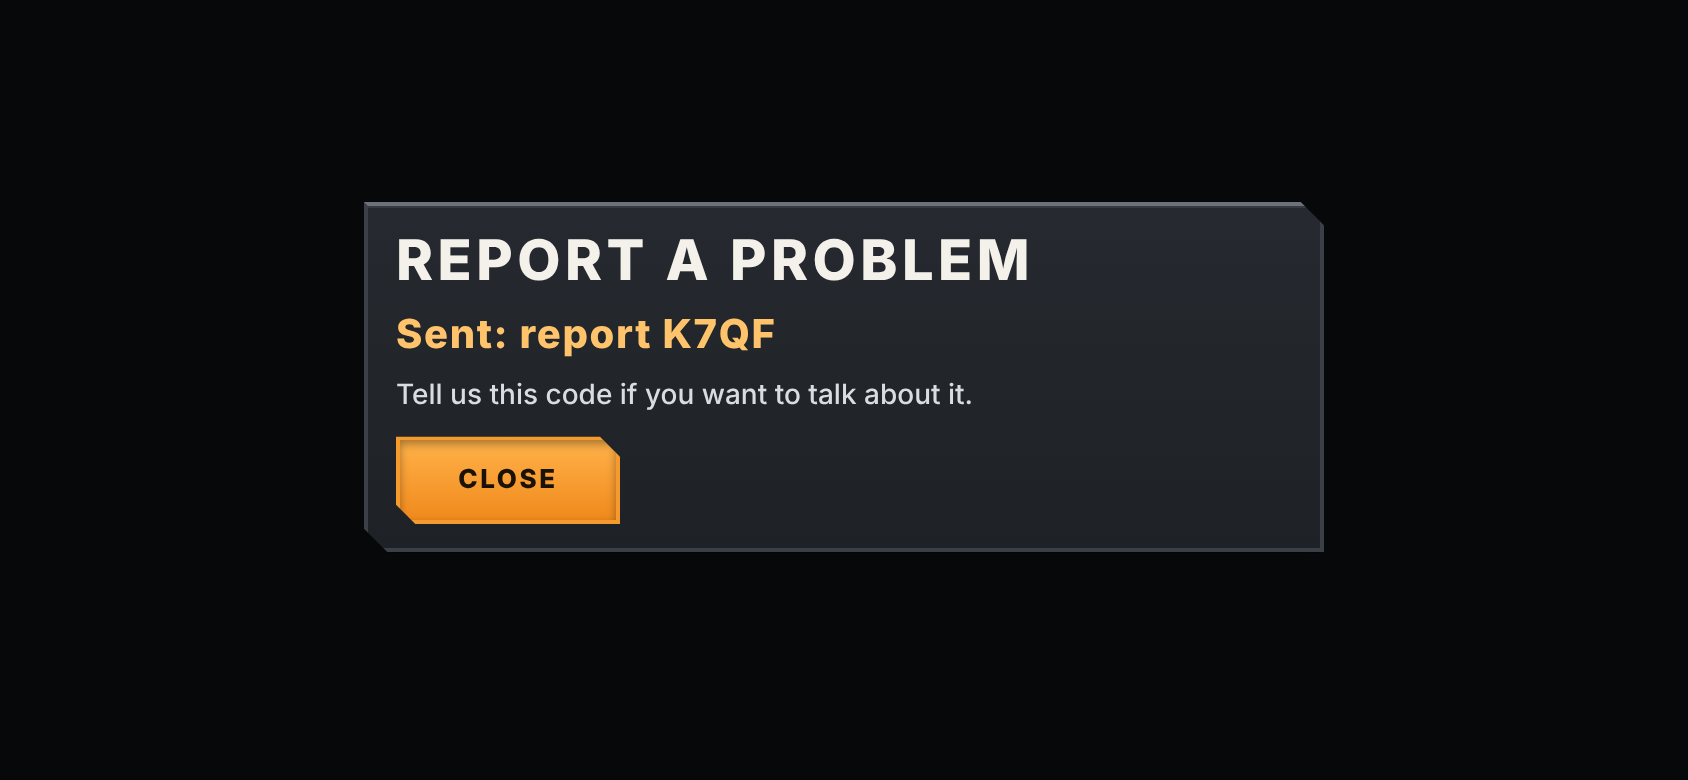 REPORT A PROBLEM
Sent: report K7QF
Tell us this code if you want to talk about it.
CLOSE